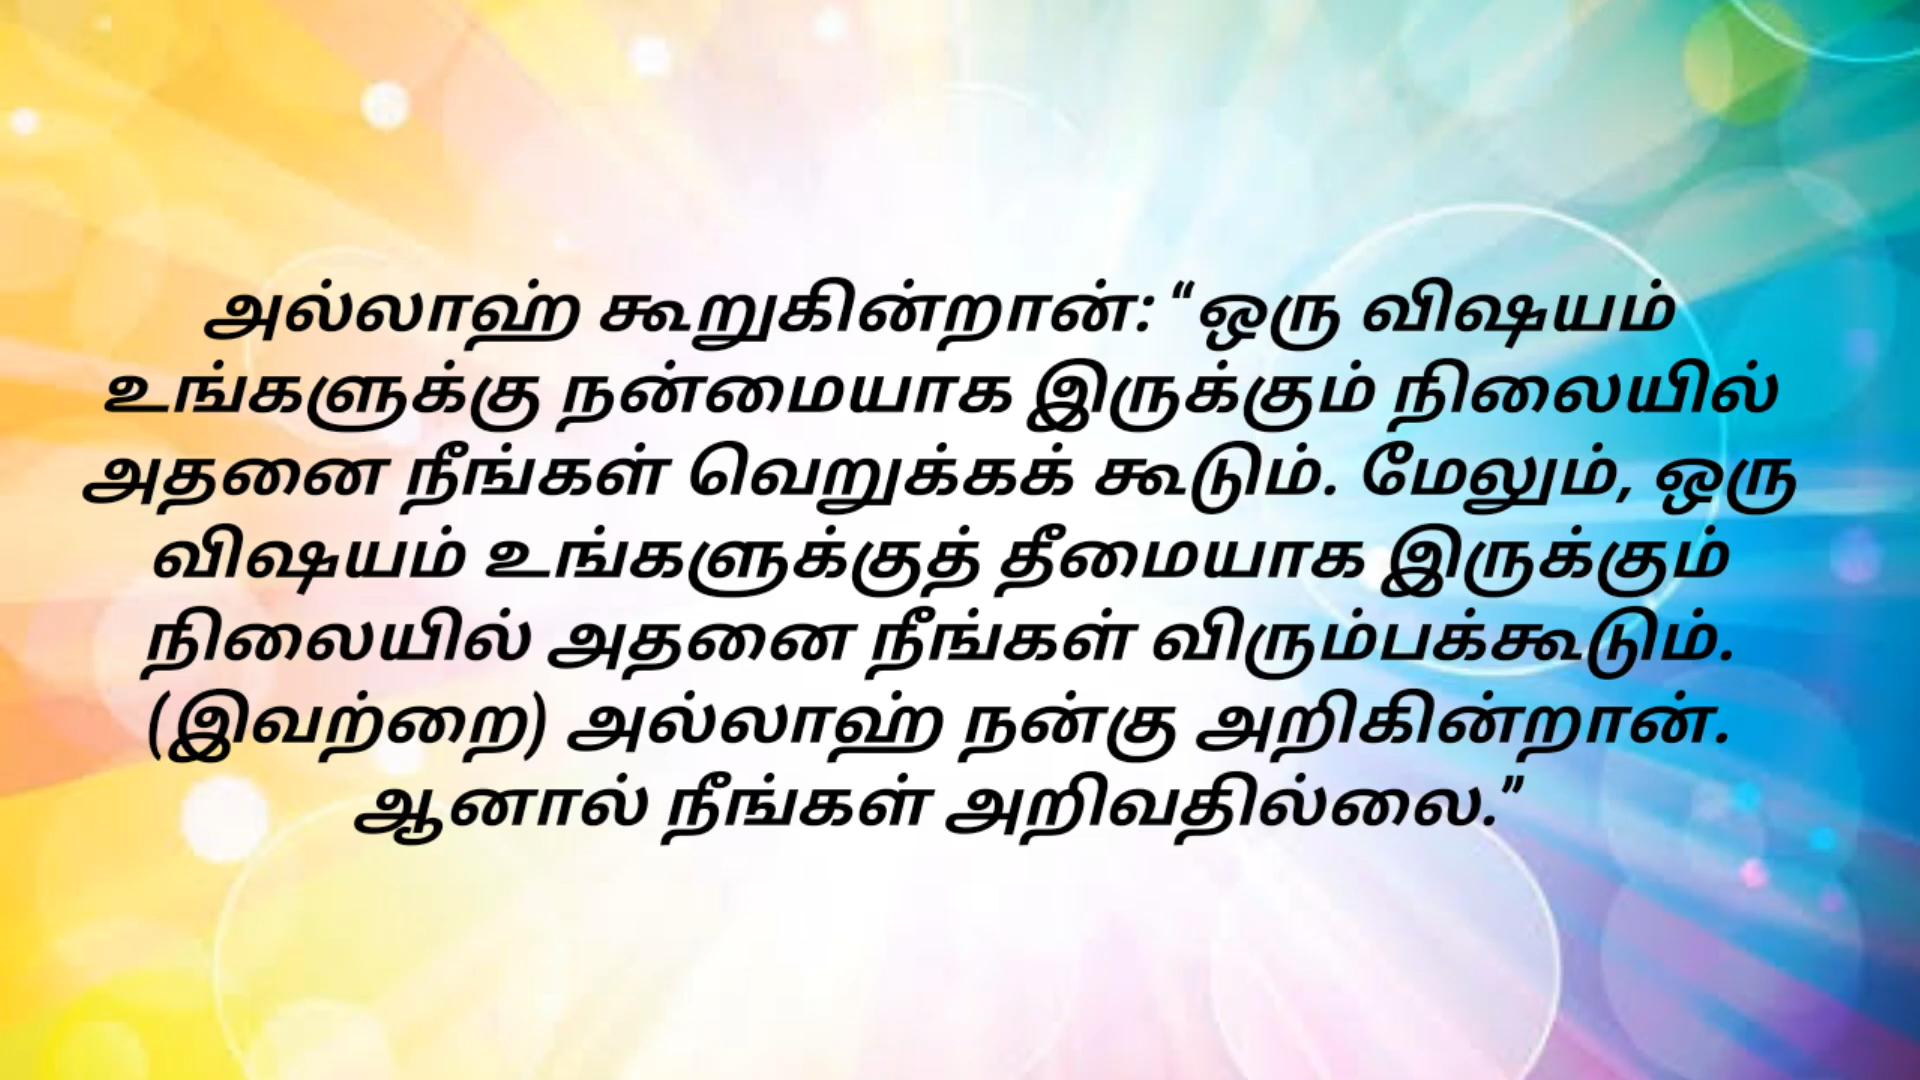 அல்லாஹ் கூறுகின்றான்: “ஒரு விஷயம்
உங்களுக்கு நன்மையாக இருக்கும் நிலையில்
அதனை நீங்கள் வெறுக்கக் கூடும். மேலும், ஒரு
விஷயம் உங்களுக்குத் தீமையாக இருக்கும்
நிலையில் அதனை நீங்கள் விரும்பக்கூடும்.
(இவற்றை) அல்லாஹ் நன்கு அறிகின்றான்.
ஆனால் நீங்கள் அறிவதில்லை.”